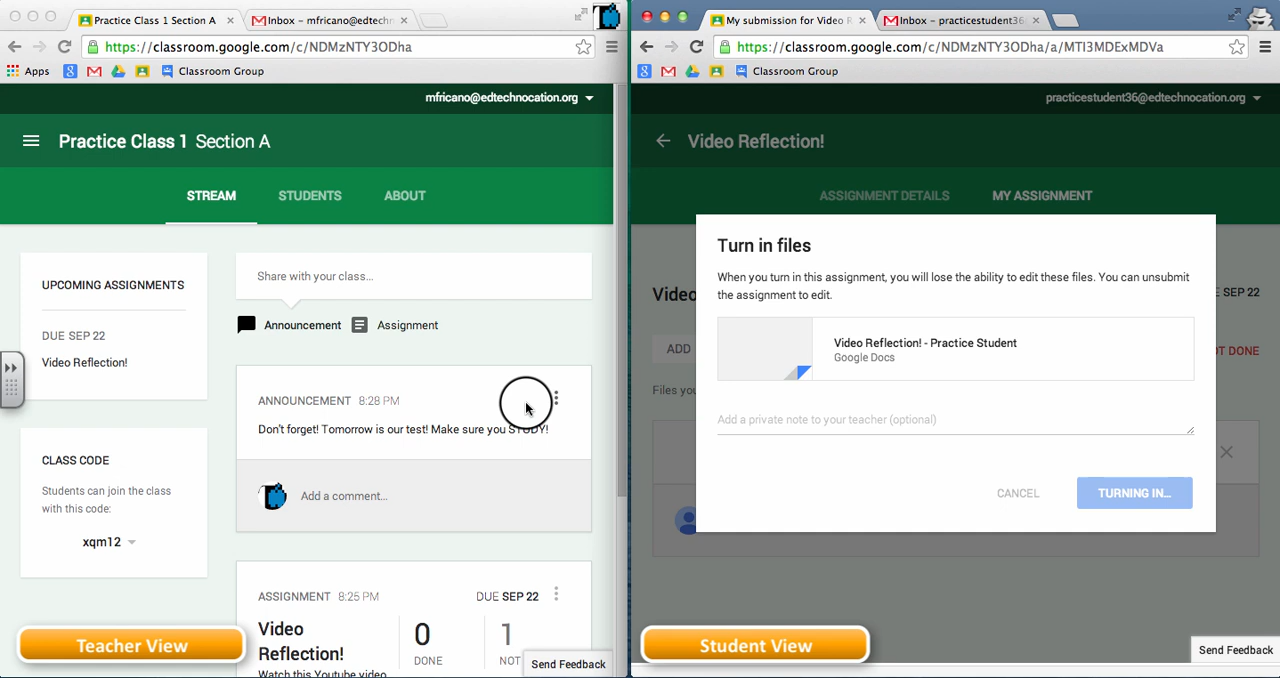 Practice Class 1 Section A
Inbox - mfricano@edtechn
https://classroom.google.com/c/NDMzNTY3ODha
Apps
Classroom Group
mfricano@edtechnocation.org
Practice Class 1 Section A
STREAM STUDENTS ABOUT
UPCOMING ASSIGNMENTS
DUE SEP 22
Video Reflection!
CLASS CODE
Students can join the class
with this code:
xqm12
Share with your class...
Announcement Assignment
ANNOUNCEMENT 8:28 PM
Don't forget! Tomorrow is our test! Make sure you STUDY!
Add a comment...
ASSIGNMENT 8:25 PM DUE SEP 22
Video
Reflection!
Watch this Youtube video
0
DONE
1
NOT
Send Feedback
Teacher View
My submission for Video R
Inbox – practicestudent36
https://classroom.google.com/c/NDMzNTY3ODha/a/MTI3MDExMDVa
Classroom Group
practicestudent36@edtechnocation.org
Video Reflection!
ASSIGNMENT DETAILS MY ASSIGNMENT
Video
E SEP 22
ADD
OT DONE
Files you
Turn in files
When you turn in this assignment, you will lose the ability to edit these files. You can unsubmit
the assignment to edit.
Video Reflection! - Practice Student
Google Docs
Add a private note to your teacher (optional)
CANCEL TURNING IN...
Student View
Send Feedback